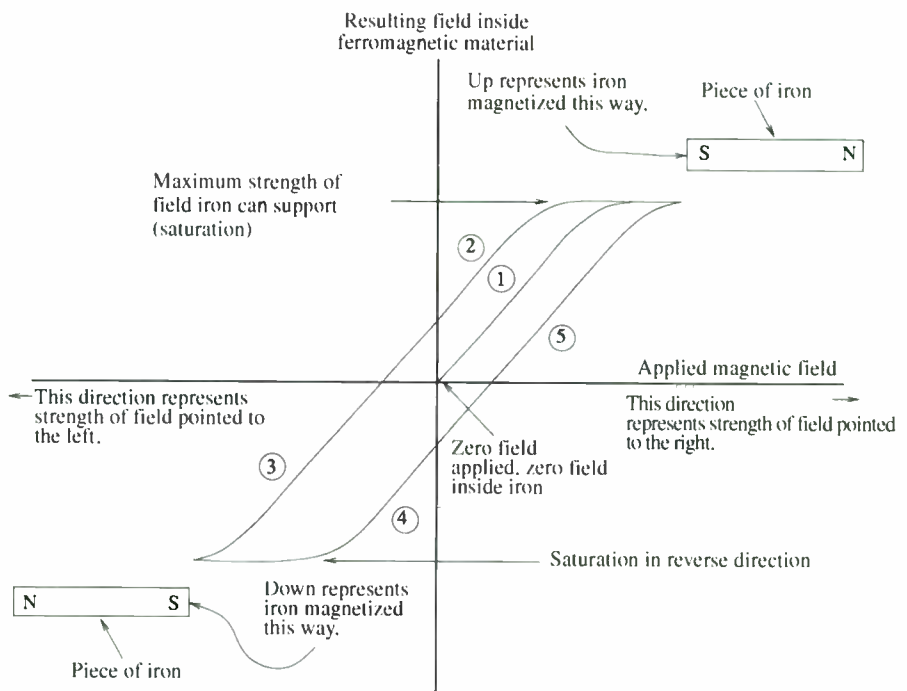 Resulting field inside
ferromagnetic material
Up represents iron
magnetized this way.
Piece of iron
S N
Maximum strength of
field iron can support
(saturation)
2
1
5
Applied magnetic field
This direction represents
strength of field pointed to
the left.
This direction
represents strength of field pointed
to the right.
Zero field
applied, zero field
inside iron
3
4
Saturation in reverse direction
Down represents
iron magnetized
this way.
N S
Piece of iron